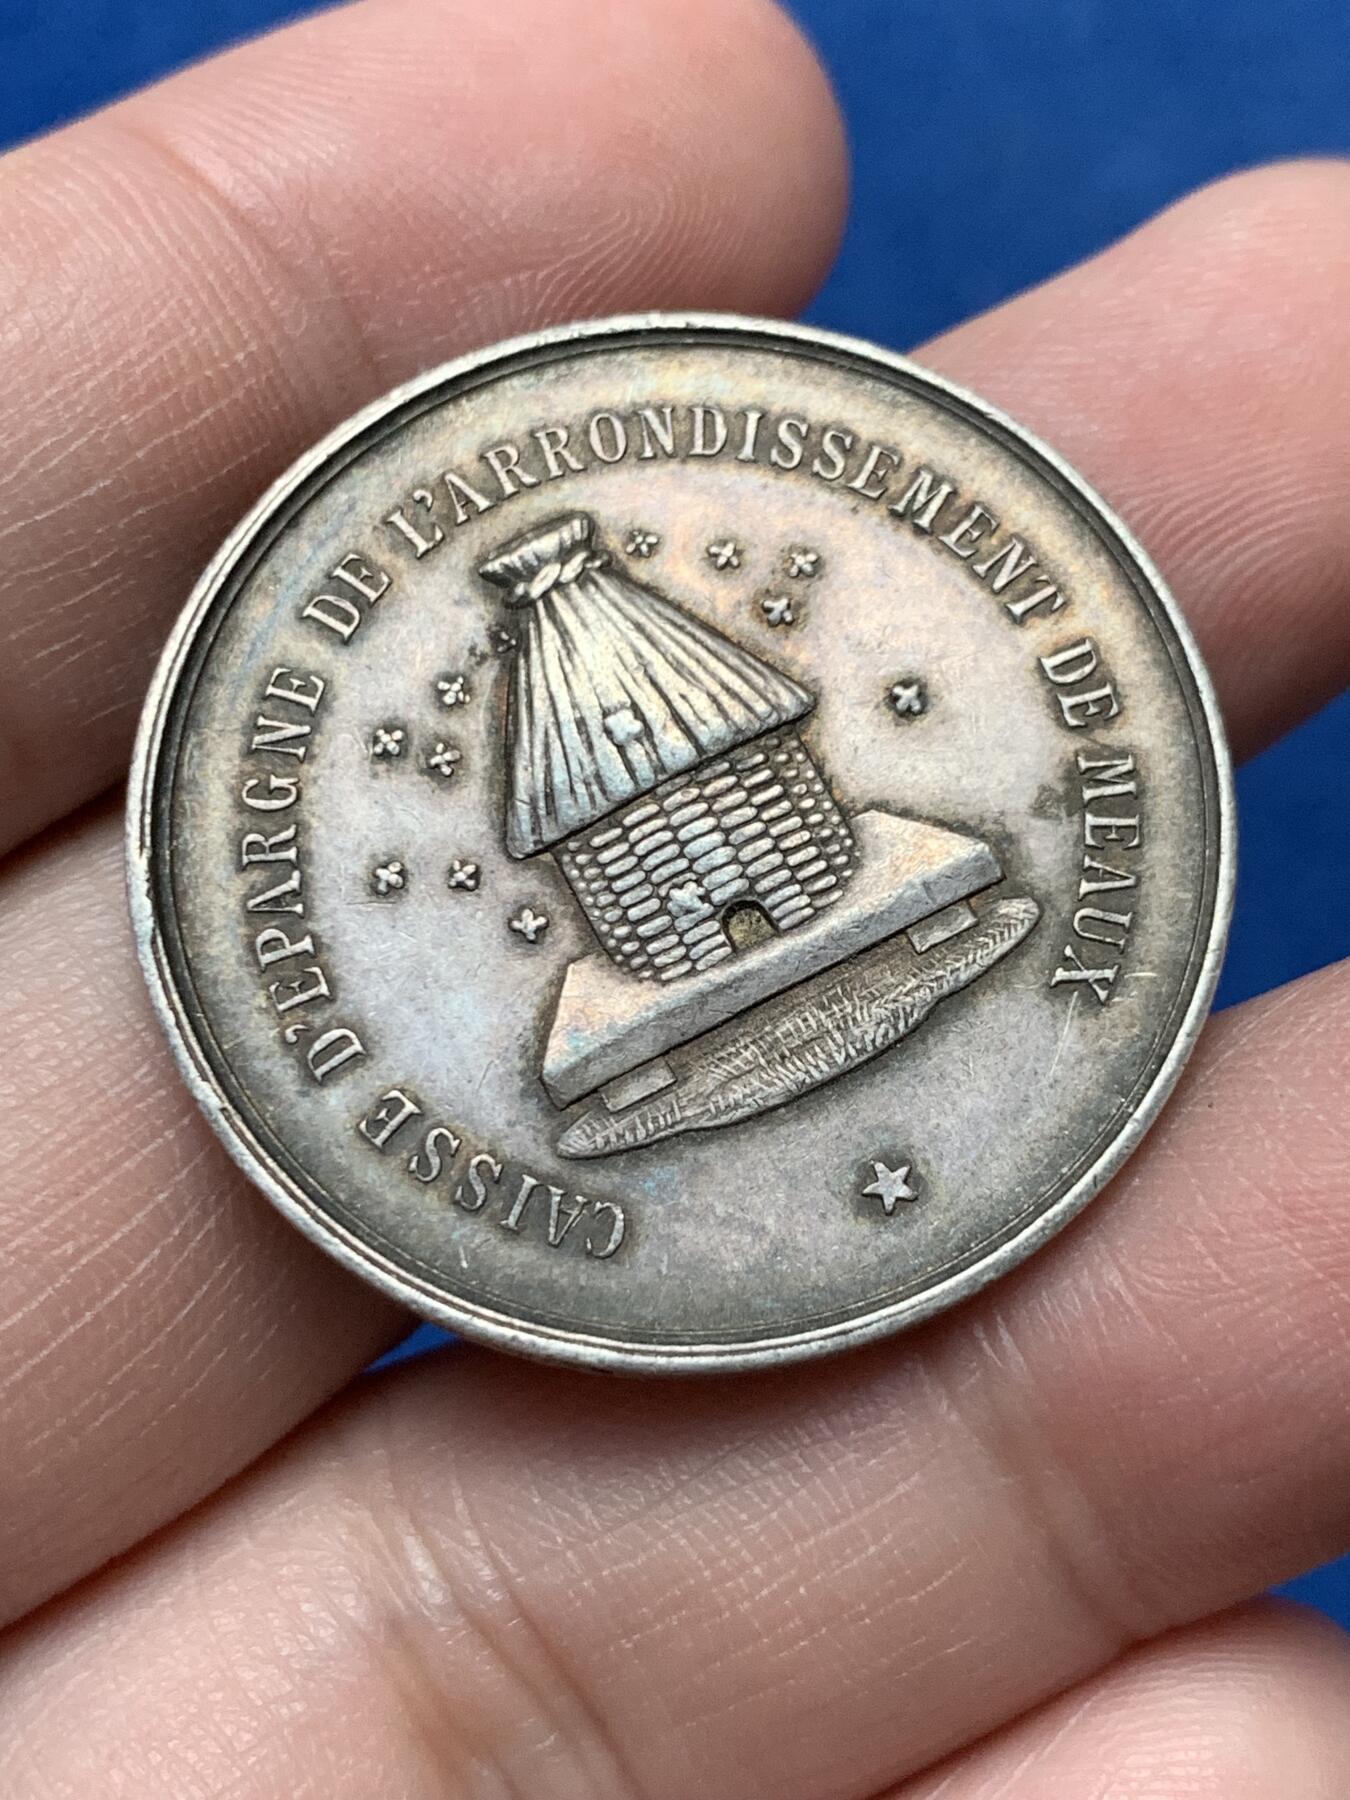 CAISSE D'EPARGNE DE L'ARRONDISSEMENT DE MEAUX